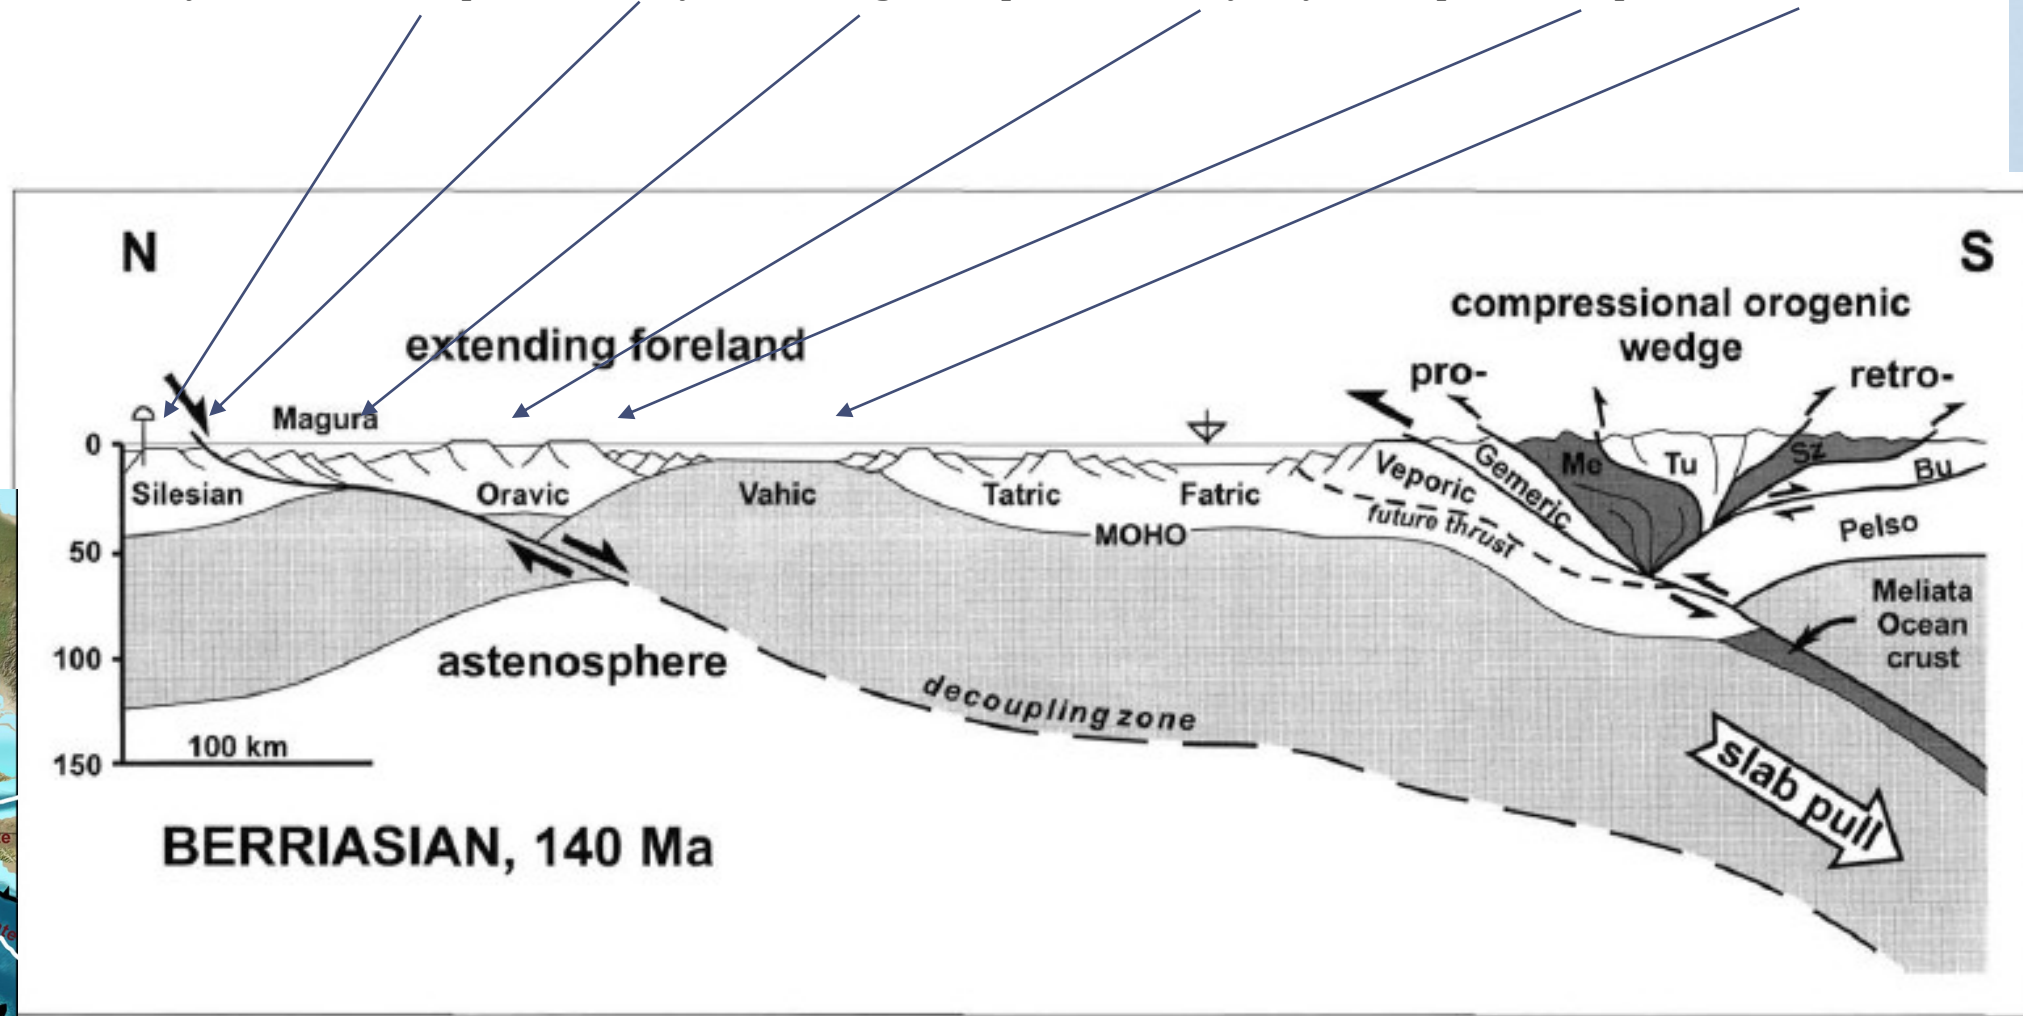 N
S
compressional orogenic
wedge
extending foreland
pro-
retro-
Magura
0
Silesian
Oravic
Vahic
Tatric
Fatric
Veporic
Gemeric
Me
Tu
Sz
Bu
future thrust
MOHO
Pelso
50
Meliata
Ocean
crust
100
astenosphere
decoupling zone
100 km
150
slab pull
BERRIASIAN, 140 Ma